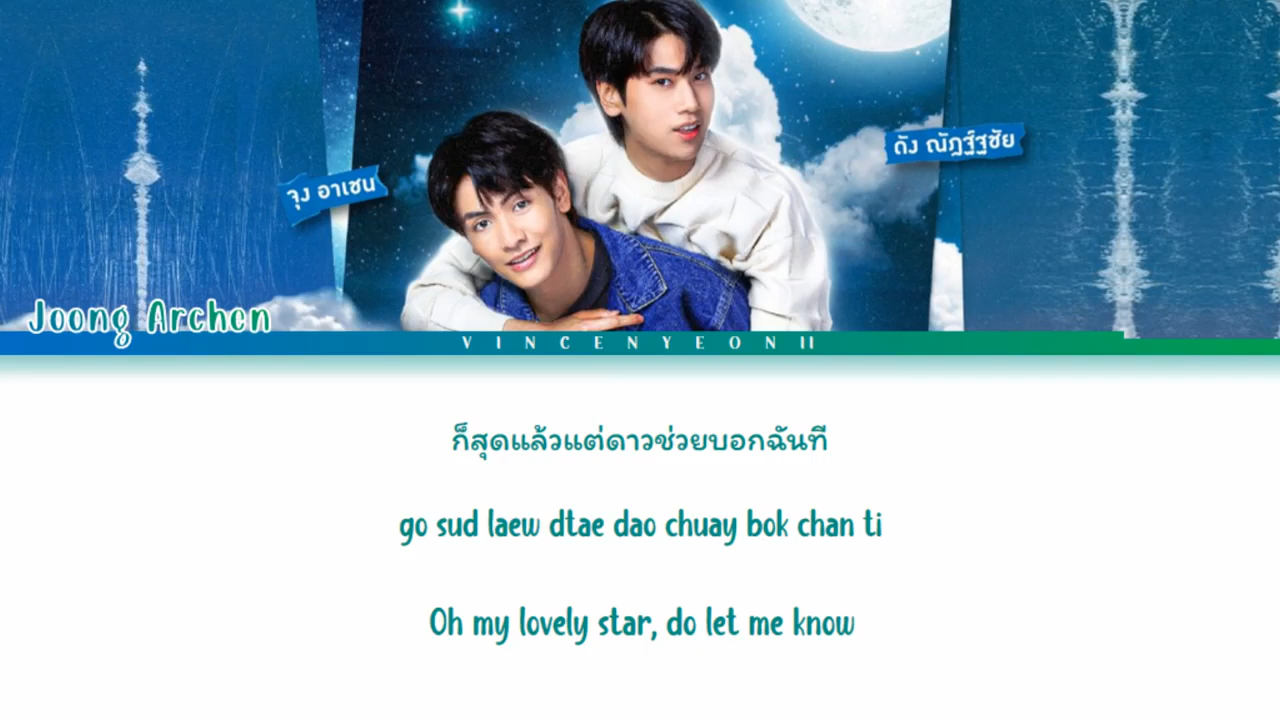 จุง อาเชน
ดัง ณัฎฐ์ฐชัย
Joong Archen
VINCENYEON II
ก็สุดแล้วแต่ดาวช่วยบอกฉันที
go sud laew dtae dao chuay bok chan ti
Oh my lovely star, do let me know